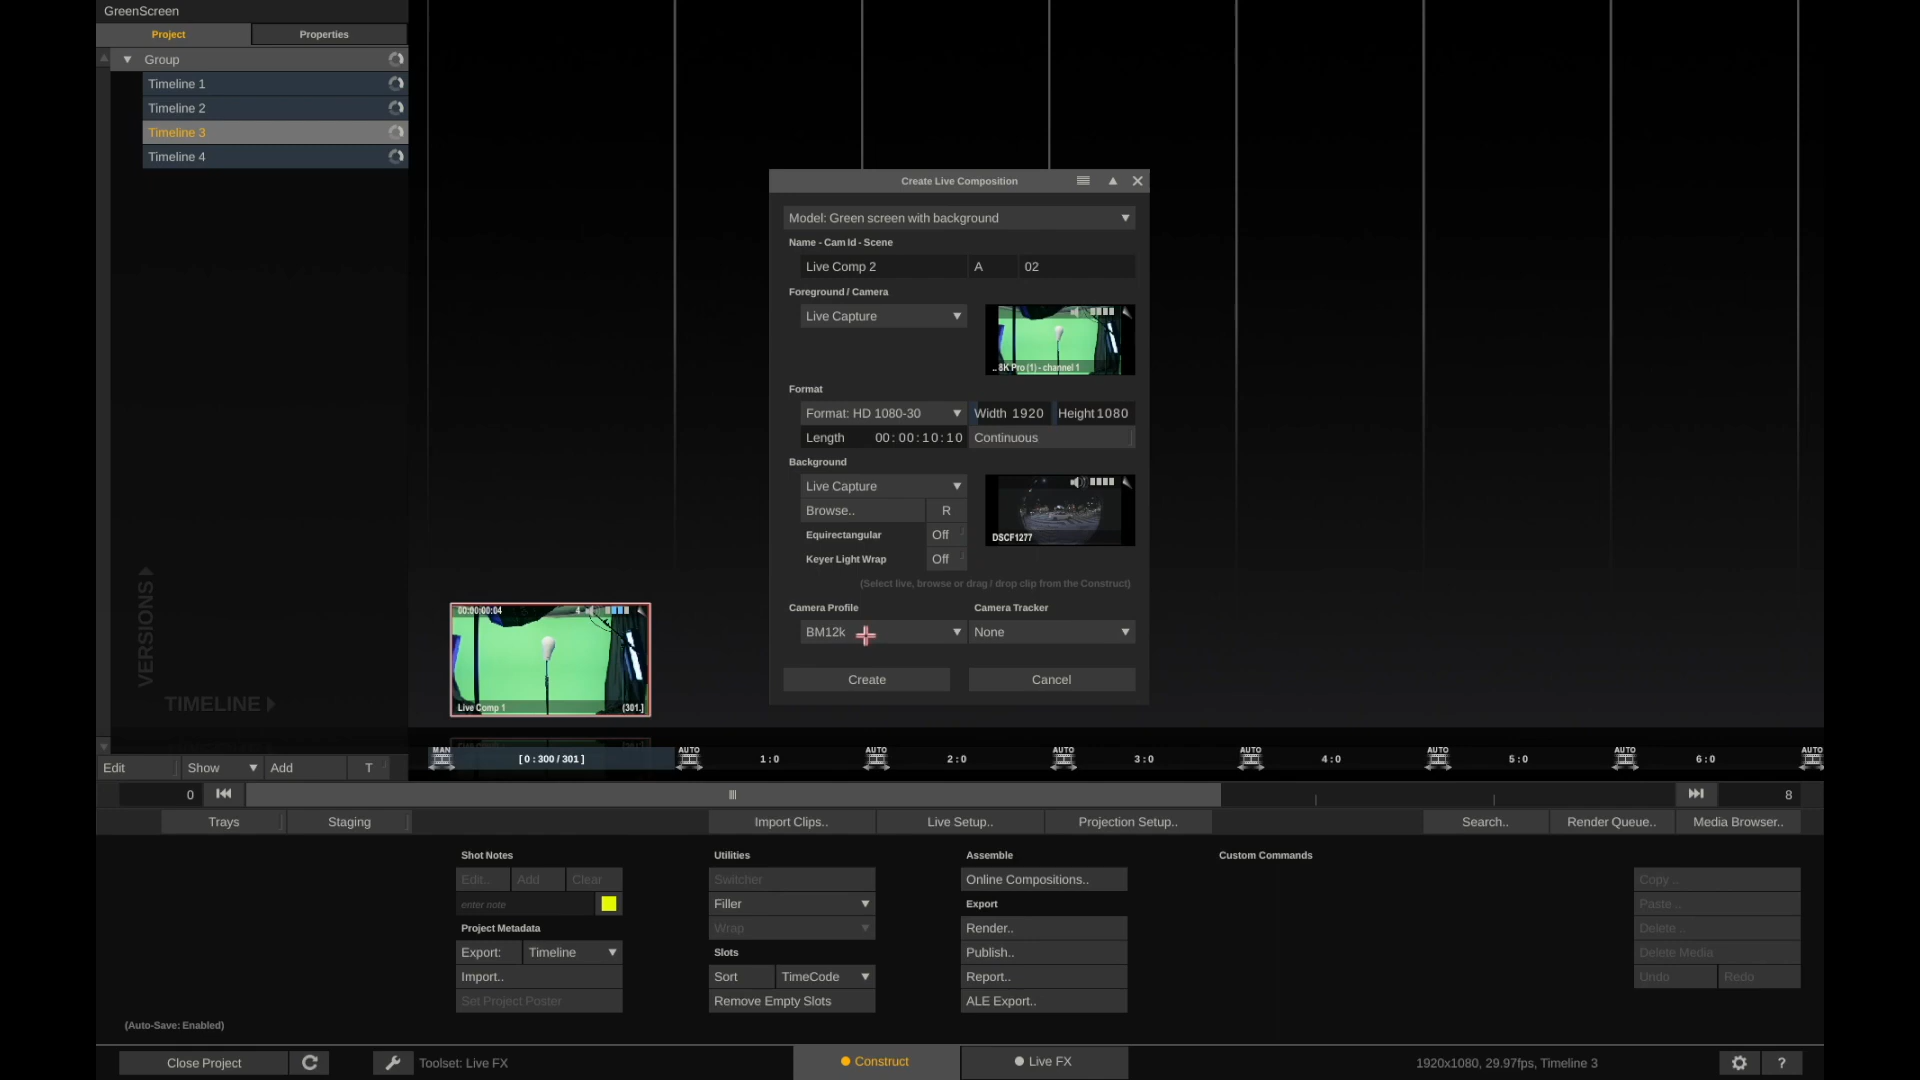 GreenScreen
Project
Properties
Group
Timeline 1
Timeline 2
Timeline 3
Timeline 4
VERSIONS
TIMELINE
Create Live Composition
Model: Green screen with background
Name - Cam Id - Scene
Live Comp 2 A 02
Foreground / Camera
Live Capture
.. 8K Pro (1) - channel 1
Format
Format: HD 1080-30 Width 1920 Height 1080
Length 00:00:10:10 Continuous
Background
Live Capture
Browse.. R
Equirectangular Off
Keyer Light Wrap Off
DSCF1277
(Select live, browse or drag / drop clip from the Construct)
Camera Profile Camera Tracker
BM12k None
Create Cancel
00:00:00:04 4
Live Comp 1 (301.]
Edit Show Add T
MAN [ 0 : 300 / 301 ] AUTO 1 : 0 AUTO 2 : 0 AUTO 3 : 0 AUTO 4 : 0 AUTO 5 : 0 AUTO 6 : 0 AUTO
0 8
Trays Staging Import Clips.. Live Setup.. Projection Setup.. Search.. Render Queue.. Media Browser..
Shot Notes
Edit.. Add Clear
enter note
Project Metadata
Export: Timeline
Import..
Set Project Poster
Utilities
Switcher
Filler
Wrap
Slots
Sort TimeCode
Remove Empty Slots
Assemble
Online Compositions..
Export
Render..
Publish..
Report..
ALE Export..
Custom Commands
Copy ..
Paste ..
Delete ..
Delete Media
Undo Redo
(Auto-Save: Enabled)
Close Project Toolset: Live FX Construct Live FX 1920x1080, 29.97fps, Timeline 3 ?